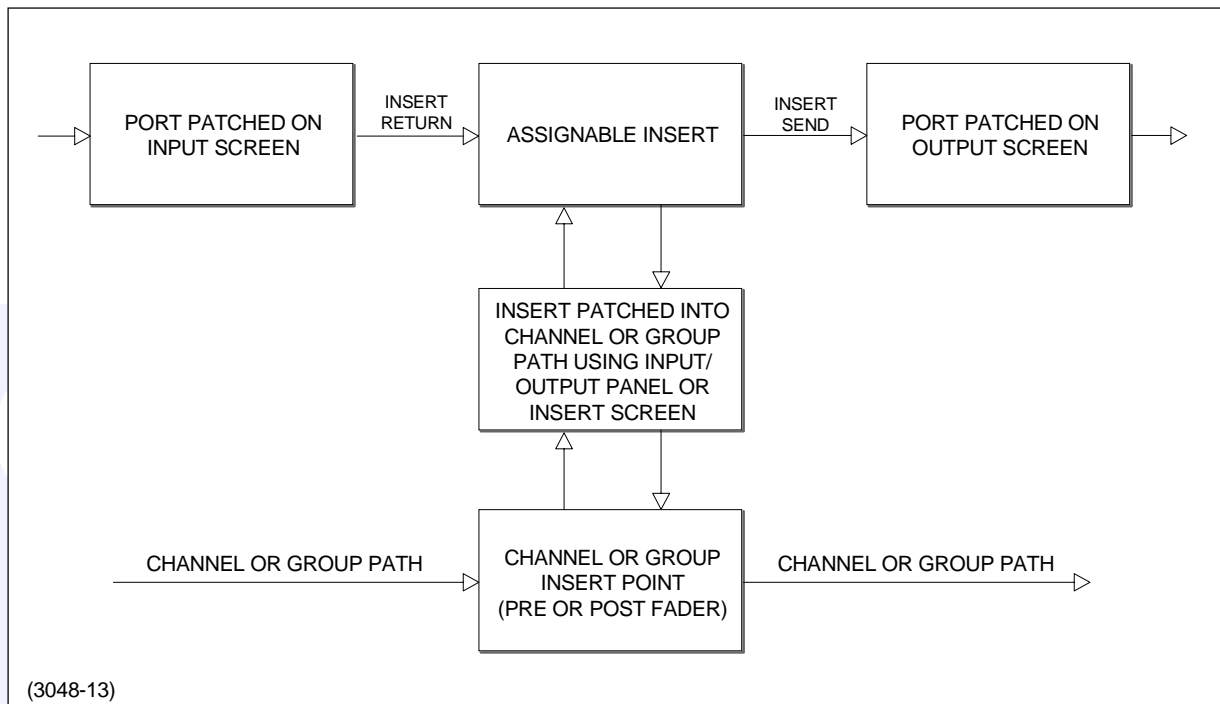 PORT PATCHED ON
INPUT SCREEN
INSERT
RETURN
ASSIGNABLE INSERT
INSERT
SEND
PORT PATCHED ON
OUTPUT SCREEN
INSERT PATCHED INTO
CHANNEL OR GROUP
PATH USING INPUT/
OUTPUT PANEL OR
INSERT SCREEN
CHANNEL OR GROUP PATH
CHANNEL OR GROUP
INSERT POINT
(PRE OR POST FADER)
CHANNEL OR GROUP PATH
(3048-13)